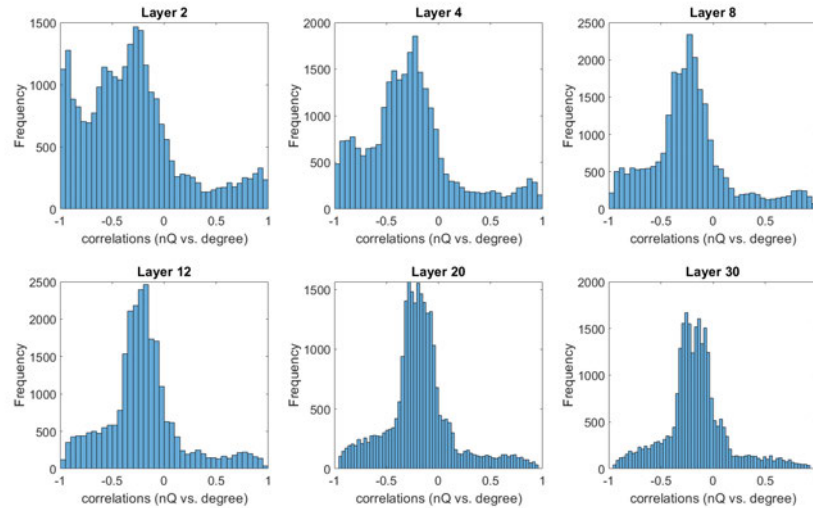 Layer 2
Layer 4
Layer 8
1500
1000
500
0
Frequency
-1 -0.5 0 0.5 1
correlations (nQ vs. degree)
2000
1500
1000
500
0
Frequency
-1 -0.5 0 0.5 1
correlations (nQ vs. degree)
2500
2000
1500
1000
500
0
Frequency
-1 -0.5 0 0.5
correlations (nQ vs. degree)
Layer 12
Layer 20
Layer 30
2500
2000
1500
1000
500
0
Frequency
-1 -0.5 0 0.5 1
correlations (nQ vs. degree)
1500
1000
500
0
Frequency
-1 -0.5 0 0.5 1
correlations (nQ vs. degree)
2000
1500
1000
500
0
Frequency
-1 -0.5 0 0.5
correlations (nQ vs. degree)